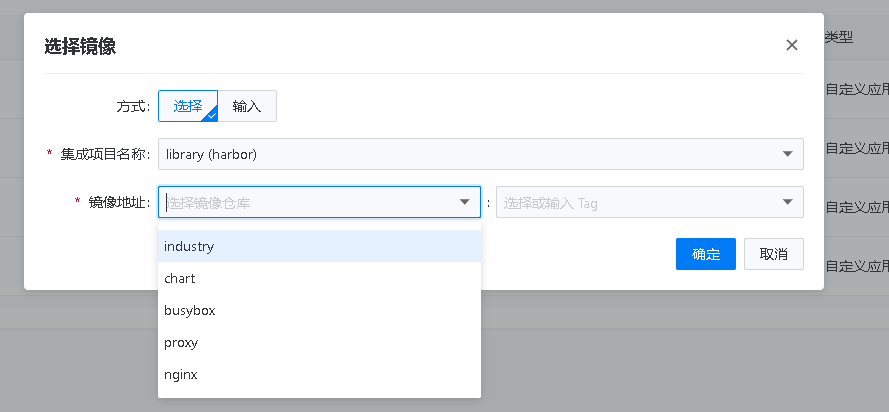 选择镜像
类型
方式: 选择 输入
* 集成项目名称: library (harbor)
* 镜像地址: 选择镜像仓库 : 选择或输入 Tag
industry
chart
busybox
proxy
nginx
确定 取消
自定义应用
自定义应用
自定义应用
自定义应用